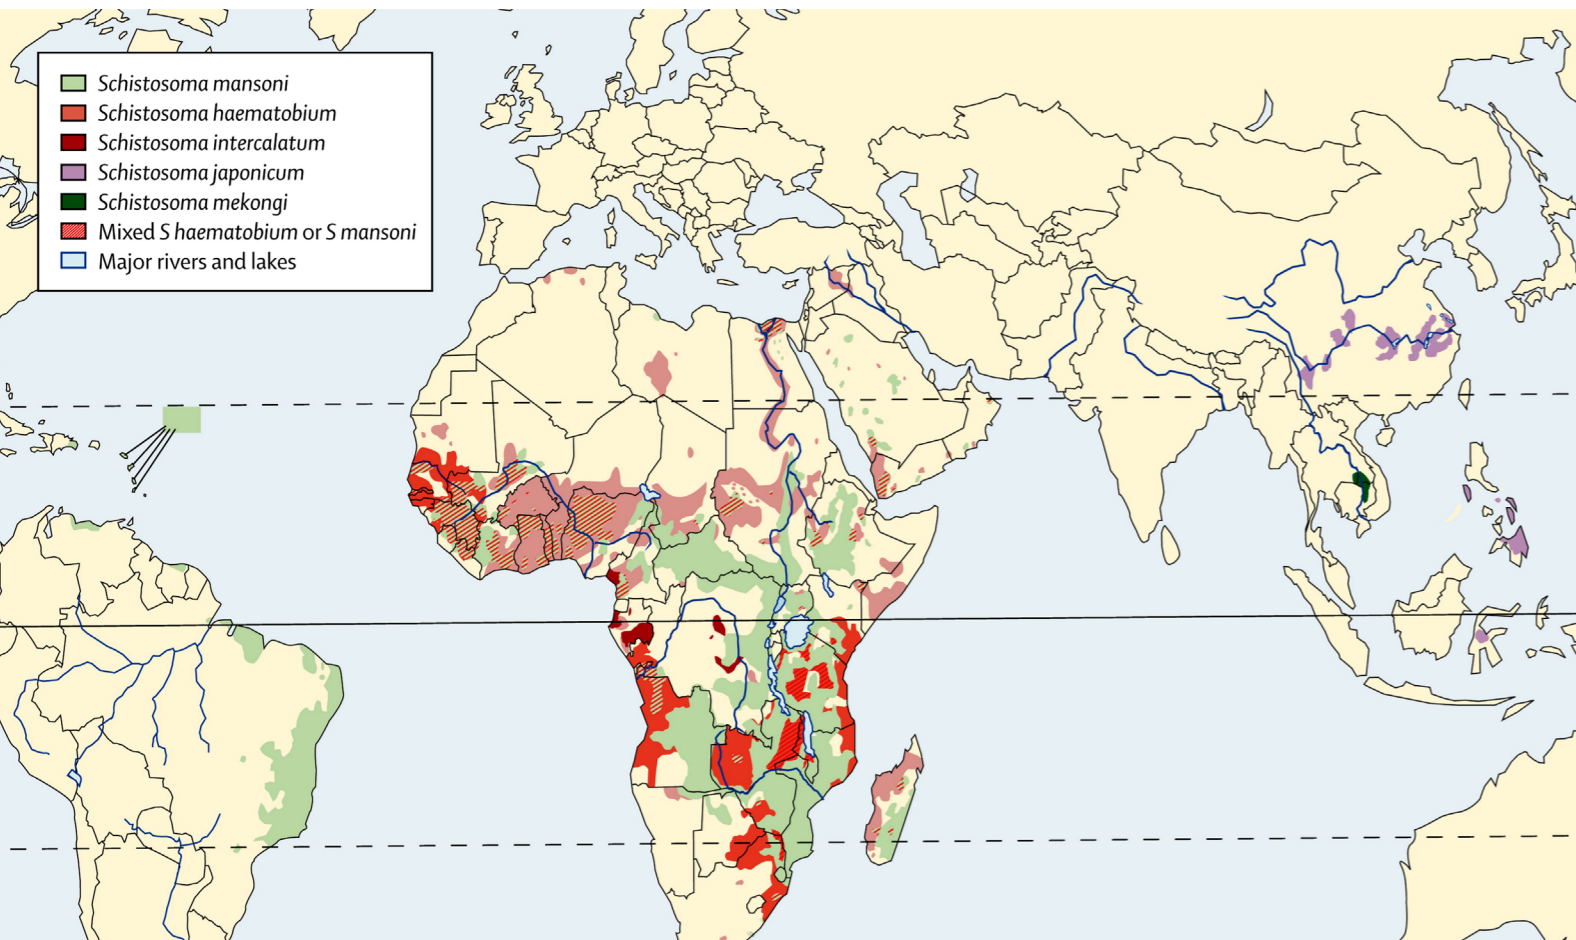 Schistosoma mansoni
Schistosoma haematobium
Schistosoma intercalatum
Schistosoma japonicum
Schistosoma mekongi
Mixed S haematobium or S mansoni
Major rivers and lakes